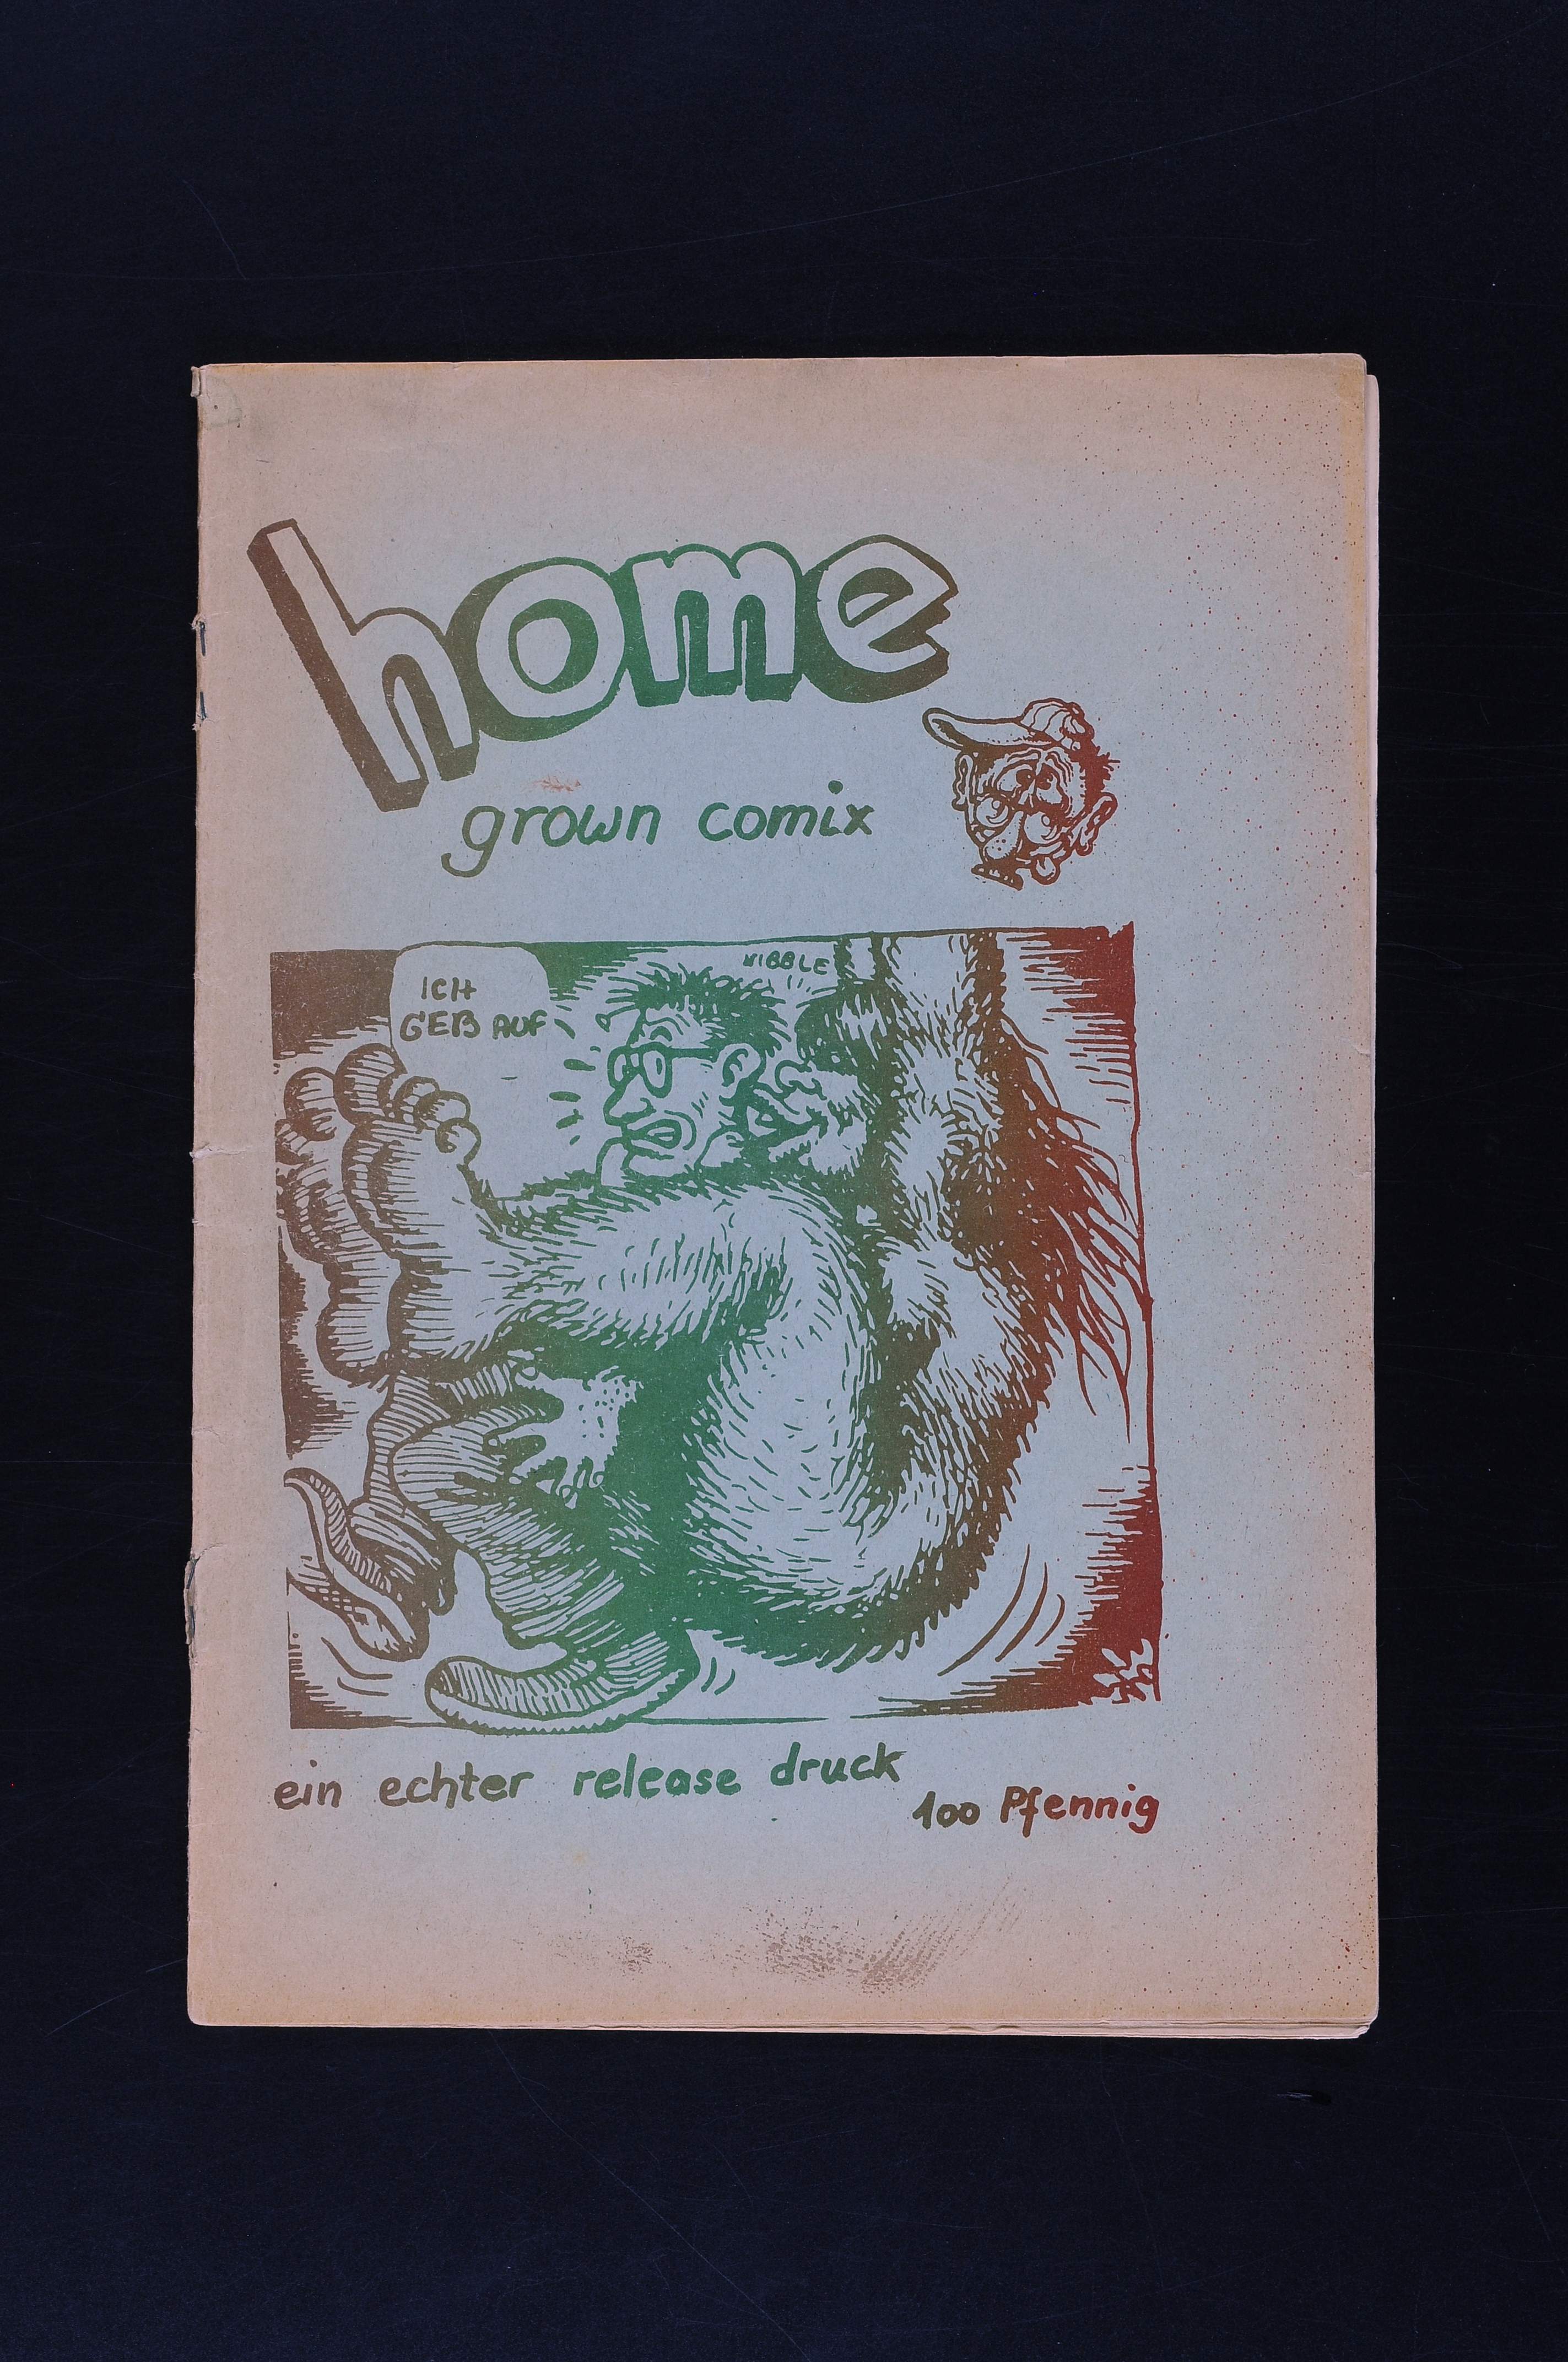 home
grown comix
NIBBLE
ICH
GEB AUF
ein echter release druck
100 Pfennig